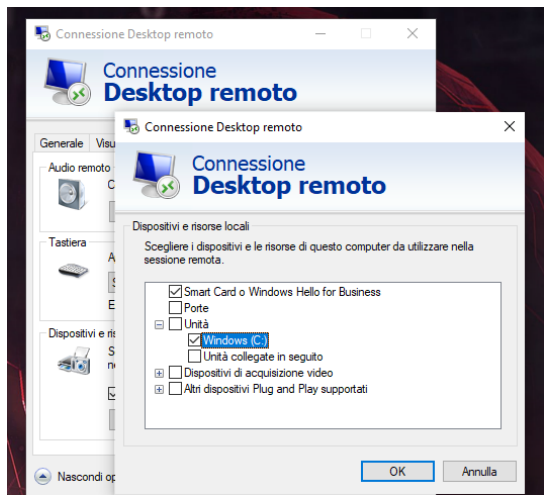 Connessione Desktop remoto
Connessione
Desktop remoto
Generale
Audio remoto
Tastiera
Dispositivi e ris
Nascondi op
Connessione Desktop remoto
Connessione
Desktop remoto
Dispositivi e risorse locali
Scegliere i dispositivi e le risorse di questo computer da utilizzare nella
sessione remota.
Smart Card o Windows Hello for Business
Porte
Unità
Windows (C:)
Unità collegate in seguito
Dispositivi di acquisizione video
Altri dispositivi Plug and Play supportati
OK Annulla